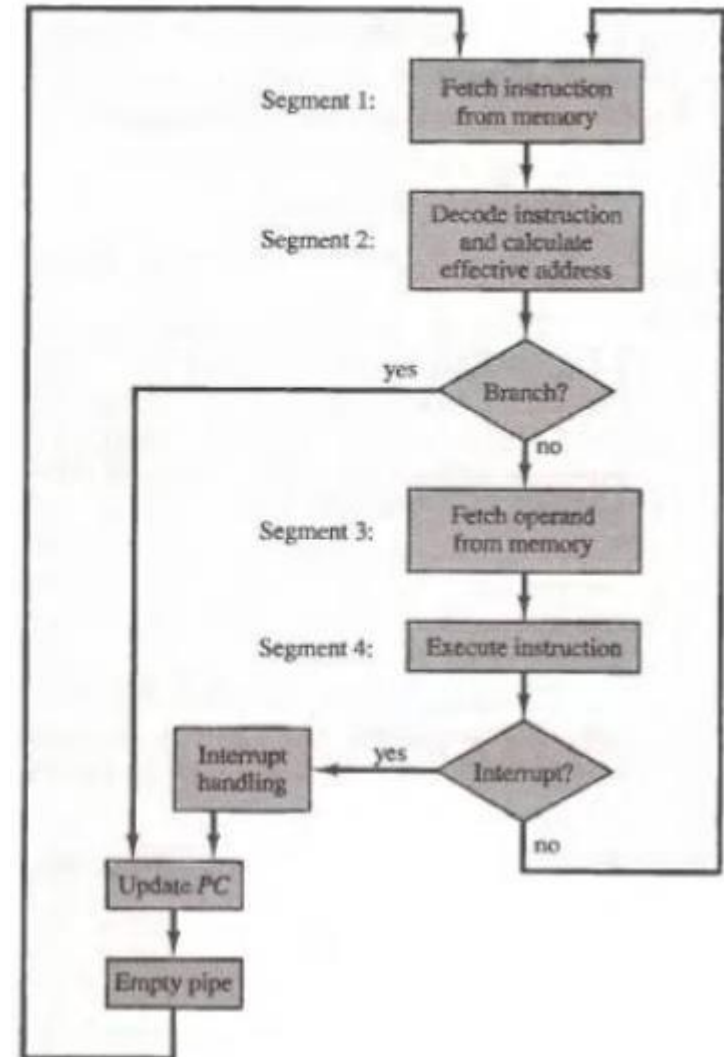 Segment 1:
Fetch instruction
from memory
Segment 2:
Decode instruction
and calculate
effective address
yes
Branch?
no
Segment 3:
Fetch operand
from memory
Segment 4:
Execute instruction
Interrupt
handling
yes
Interrupt?
no
Update PC
Empty pipe